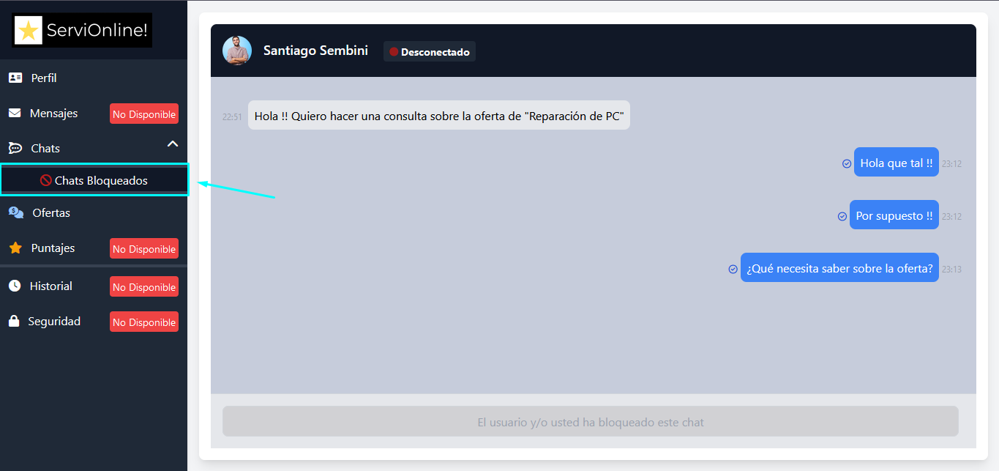 ServiOnline!
Perfil
Mensajes No Disponible
Chats
Chats Bloqueados
Ofertas
Puntajes No Disponible
Historial No Disponible
Seguridad No Disponible
Santiago Sembini Desconectado
22:51 Hola !! Quiero hacer una consulta sobre la oferta de "Reparación de PC"
Hola que tal !! 23:12
Por supuesto !! 23:12
¿Qué necesita saber sobre la oferta? 23:13
El usuario y/o usted ha bloqueado este chat